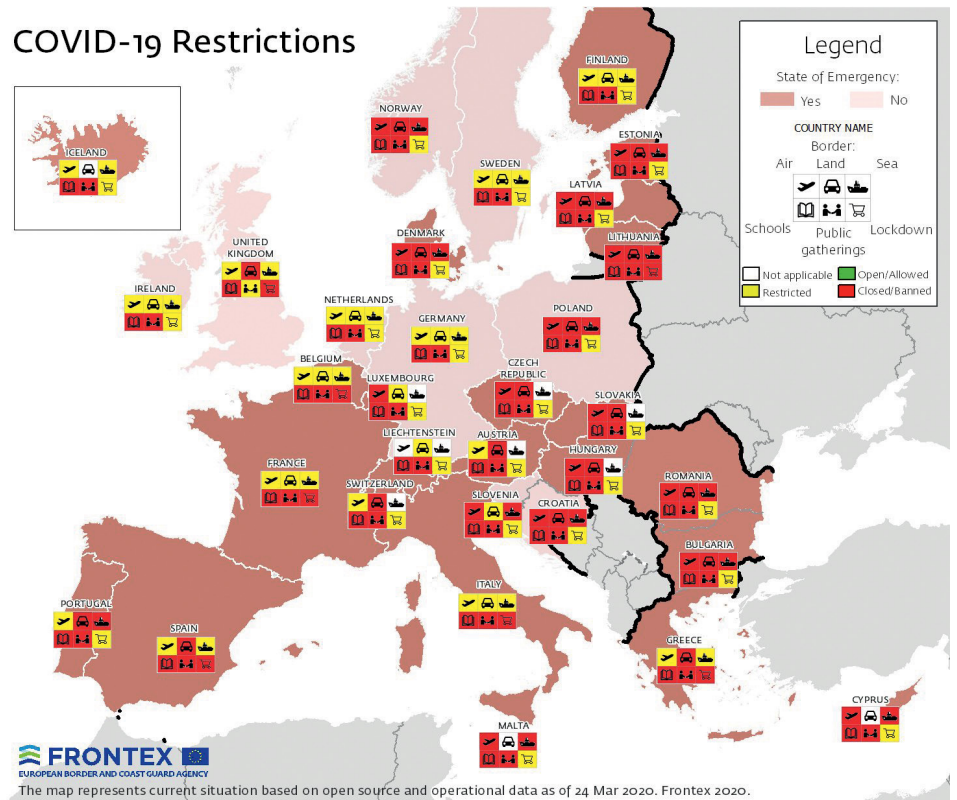 COVID-19 Restrictions
Legend
State of Emergency:
Yes
No
COUNTRY NAME
Border:
Air Land Sea
Schools
Public
gatherings
Lockdown
Not applicable
Open/Allowed
Restricted
Closed/Banned
FINLAND
NORWAY
ICELAND
ESTONIA
SWEDEN
LATVIA
DENMARK
LITHUANIA
UNITED
KINGDOM
IRELAND
NETHERLANDS
GERMANY
POLAND
BELGIUM
CZECH
REPUBLIC
LUXEMBOURG
SLOVAKIA
LIECHTENSTEIN
AUSTRIA
HUNGARY
FRANCE
SWITZERLAND
SLOVENIA
CROATIA
ROMANIA
BULGARIA
ITALY
PORTUGAL
SPAIN
GREECE
CYPRUS
MALTA
FRONTEX
EUROPEAN BORDER AND COAST GUARD AGENCY
The map represents current situation based on open source and operational data as of 24 Mar 2020. Frontex 2020.